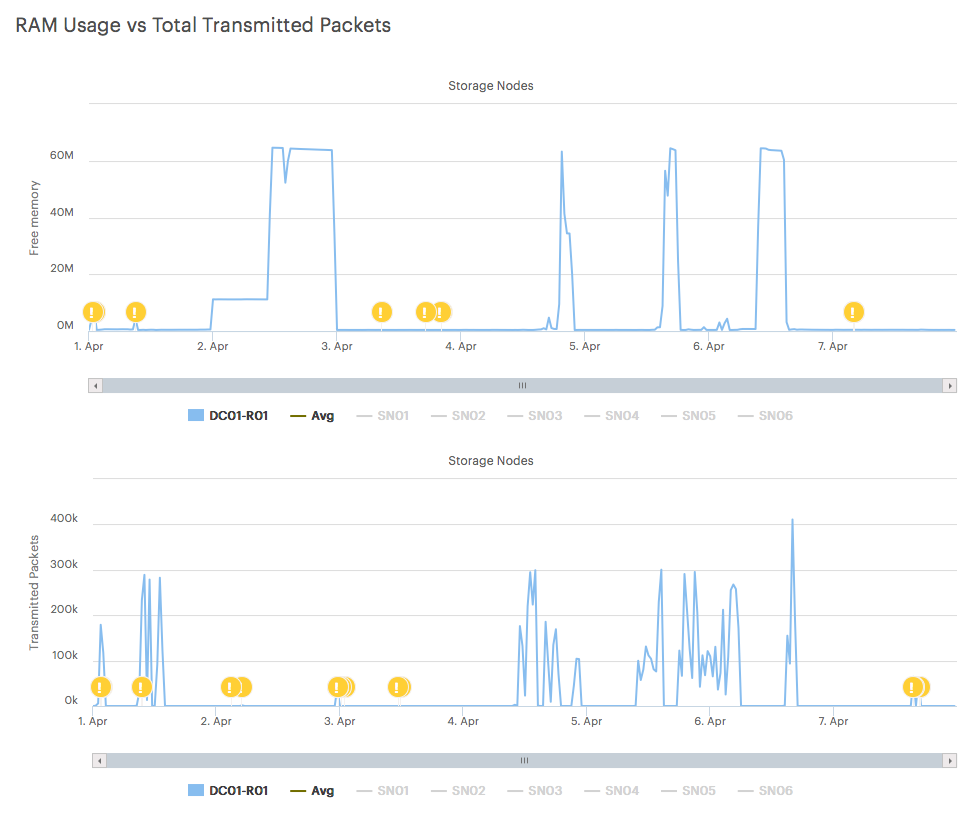 RAM Usage vs Total Transmitted Packets
Storage Nodes
Free memory
60M
40M
20M
0M
! ! ! ! ! !
1. Apr 2. Apr 3. Apr 4. Apr 5. Apr 6. Apr 7. Apr
DC01-R01 Avg SN01 SN02 SN03 SN04 SN05 SN06
Storage Nodes
Transmitted Packets
400k
300k
200k
100k
0k
! ! ! ! ! !
1. Apr 2. Apr 3. Apr 4. Apr 5. Apr 6. Apr 7. Apr
DC01-R01 Avg SN01 SN02 SN03 SN04 SN05 SN06